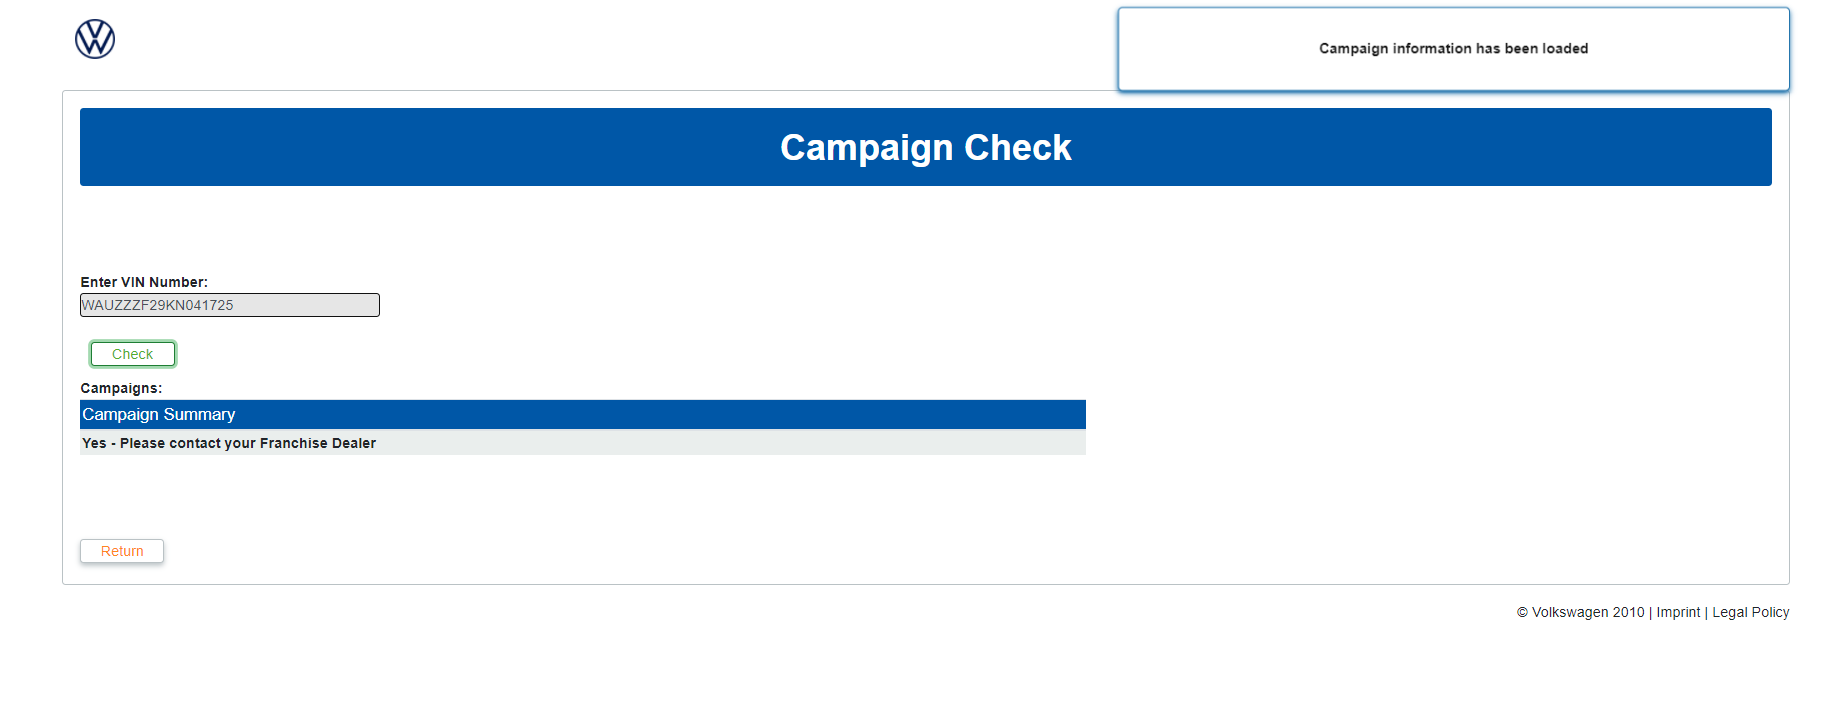 Campaign information has been loaded
Campaign Check
Enter VIN Number:
WAUZZZF29KN041725
Check
Campaigns:
Campaign Summary
Yes - Please contact your Franchise Dealer
Return
© Volkswagen 2010 | Imprint | Legal Policy